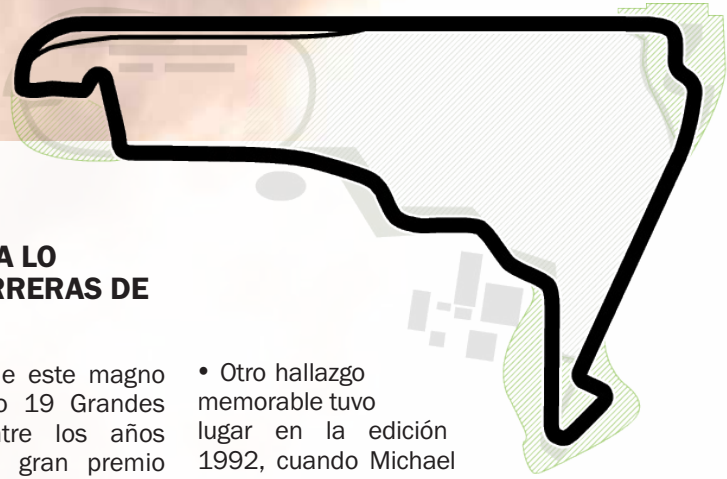 A LO
RRERAS DE
e este magno
o 19 Grandes
tre los años
gran premio
• Otro hallazgo
memorable tuvo
lugar en la edición
1992, cuando Michael